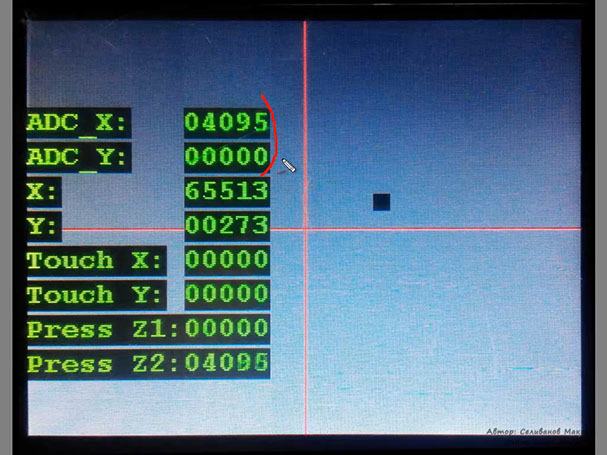 ADC_X: 04095
ADC_Y: 00000
X: 65513
Y: 00273
Touch X: 00000
Touch Y: 00000
Press Z1:00000
Press Z2:04095
Автор: Селиванов Мак